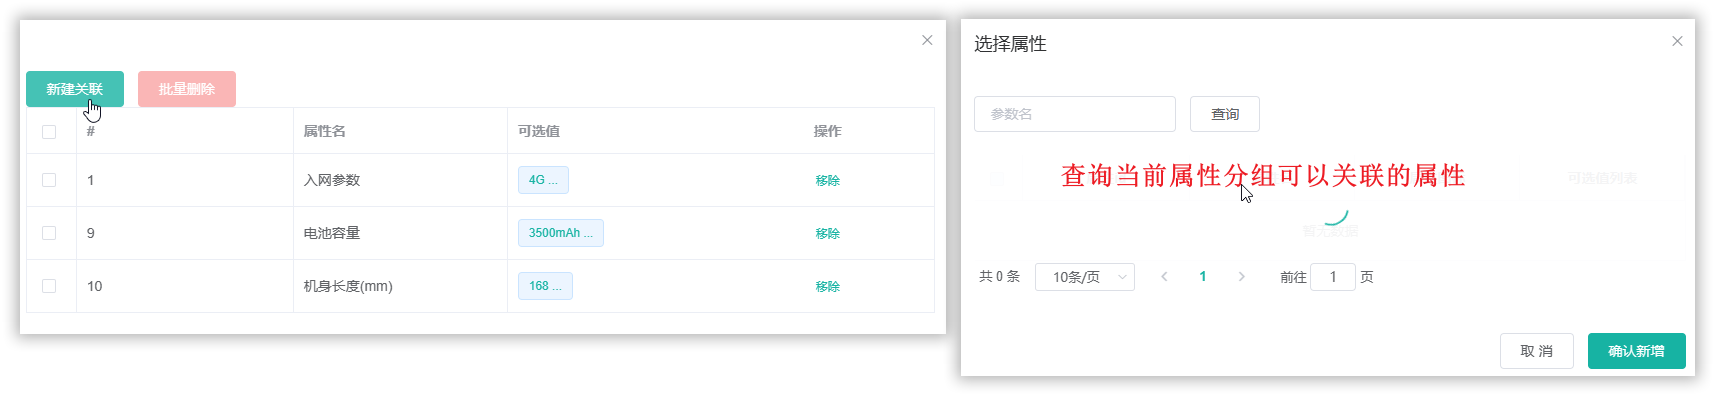 新建关联 批量删除
# 属性名 可选值 操作
1 入网参数 4G ... 移除
9 电池容量 3500mAh ... 移除
10 机身长度(mm) 168 ... 移除
选择属性
参数名 查询
查询当前属性分组可以关联的属性
可选值列表
暂无数据
共 0 条 10条/页 1 前往 1 页
取 消 确认新增